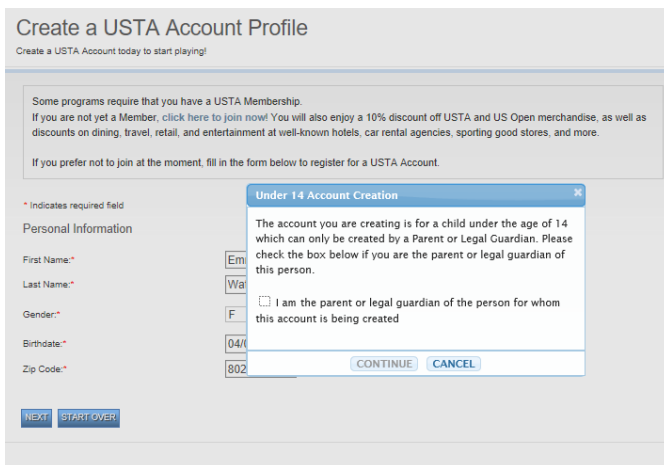 Create a USTA Account Profile
Create a USTA Account today to start playing!
Some programs require that you have a USTA Membership.
If you are not yet a Member, click here to join now! You will also enjoy a 10% discount off USTA and US Open merchandise, as well as
discounts on dining, travel, retail, and entertainment at well-known hotels, car rental agencies, sporting good stores, and more.
If you prefer not to join at the moment, fill in the form below to register for a USTA Account.
* Indicates required field
Personal Information
First Name:*
Last Name:*
Gender:* F
Birthdate:* 04/
Zip Code:* 802
NEXT START OVER
Under 14 Account Creation
The account you are creating is for a child under the age of 14
which can only be created by a Parent or Legal Guardian. Please
check the box below if you are the parent or legal guardian of
this person.
I am the parent or legal guardian of the person for whom
this account is being created
CONTINUE CANCEL